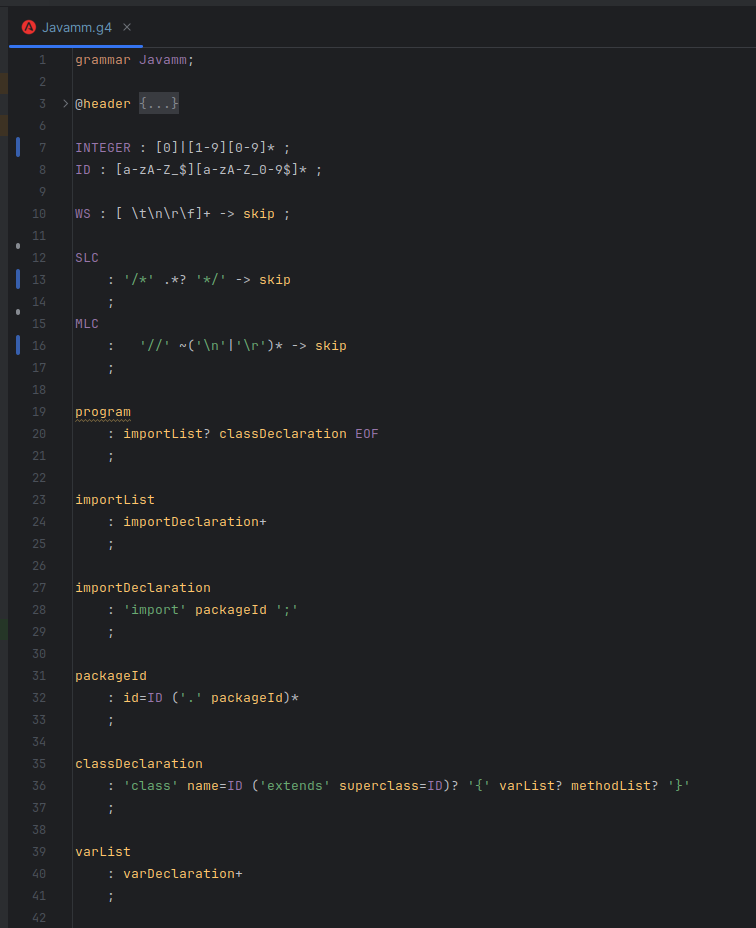 Javamm.g4 ×
1 grammar Javamm;
2
3 @header {...}
6
7 INTEGER : [0]|[1-9][0-9]* ;
8 ID : [a-zA-Z_$][a-zA-Z_0-9$]* ;
9
10 WS : [ \t\n\r\f]+ -> skip ;
11
12 SLC
13     : '/*' .*? '*/' -> skip
14     ;
15 MLC
16     :   '//' ~('\n'|'\r')* -> skip
17     ;
18
19 program
20     : importList? classDeclaration EOF
21     ;
22
23 importList
24     : importDeclaration+
25     ;
26
27 importDeclaration
28     : 'import' packageId ';'
29     ;
30
31 packageId
32     : id=ID ('.' packageId)*
33     ;
34
35 classDeclaration
36     : 'class' name=ID ('extends' superclass=ID)? '{' varList? methodList? '}'
37     ;
38
39 varList
40     : varDeclaration+
41     ;
42